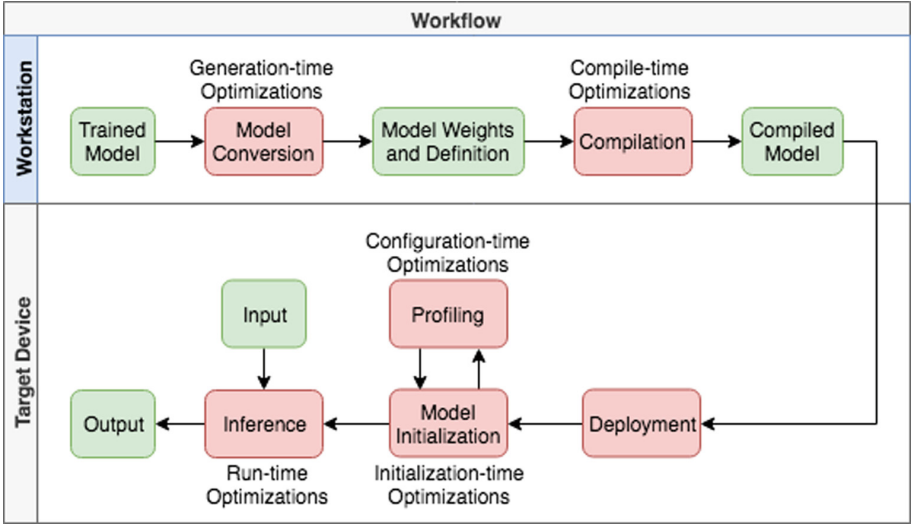 Workflow
Workstation
Generation-time
Optimizations
Compile-time
Optimizations
Trained
Model
Model
Conversion
Model Weights
and Definition
Compilation
Compiled
Model
Target Device
Configuration-time
Optimizations
Input
Profiling
Output
Inference
Model
Initialization
Deployment
Run-time
Optimizations
Initialization-time
Optimizations